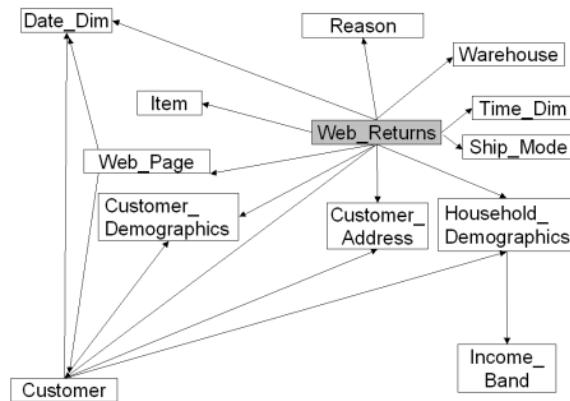 Date_Dim
Reason
Warehouse
Item
Time_Dim
Web_Returns
Ship_Mode
Web_Page
Customer_
Demographics
Customer_
Address
Household_
Demographics
Income_
Band
Customer